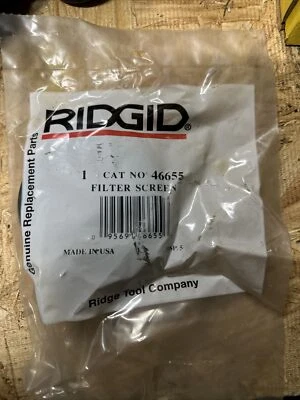 RIDGID®
Genuine Replacement Parts
1 CAT NO 46655
FILTER SCREEN
MADE IN USA
Ridge Tool Company